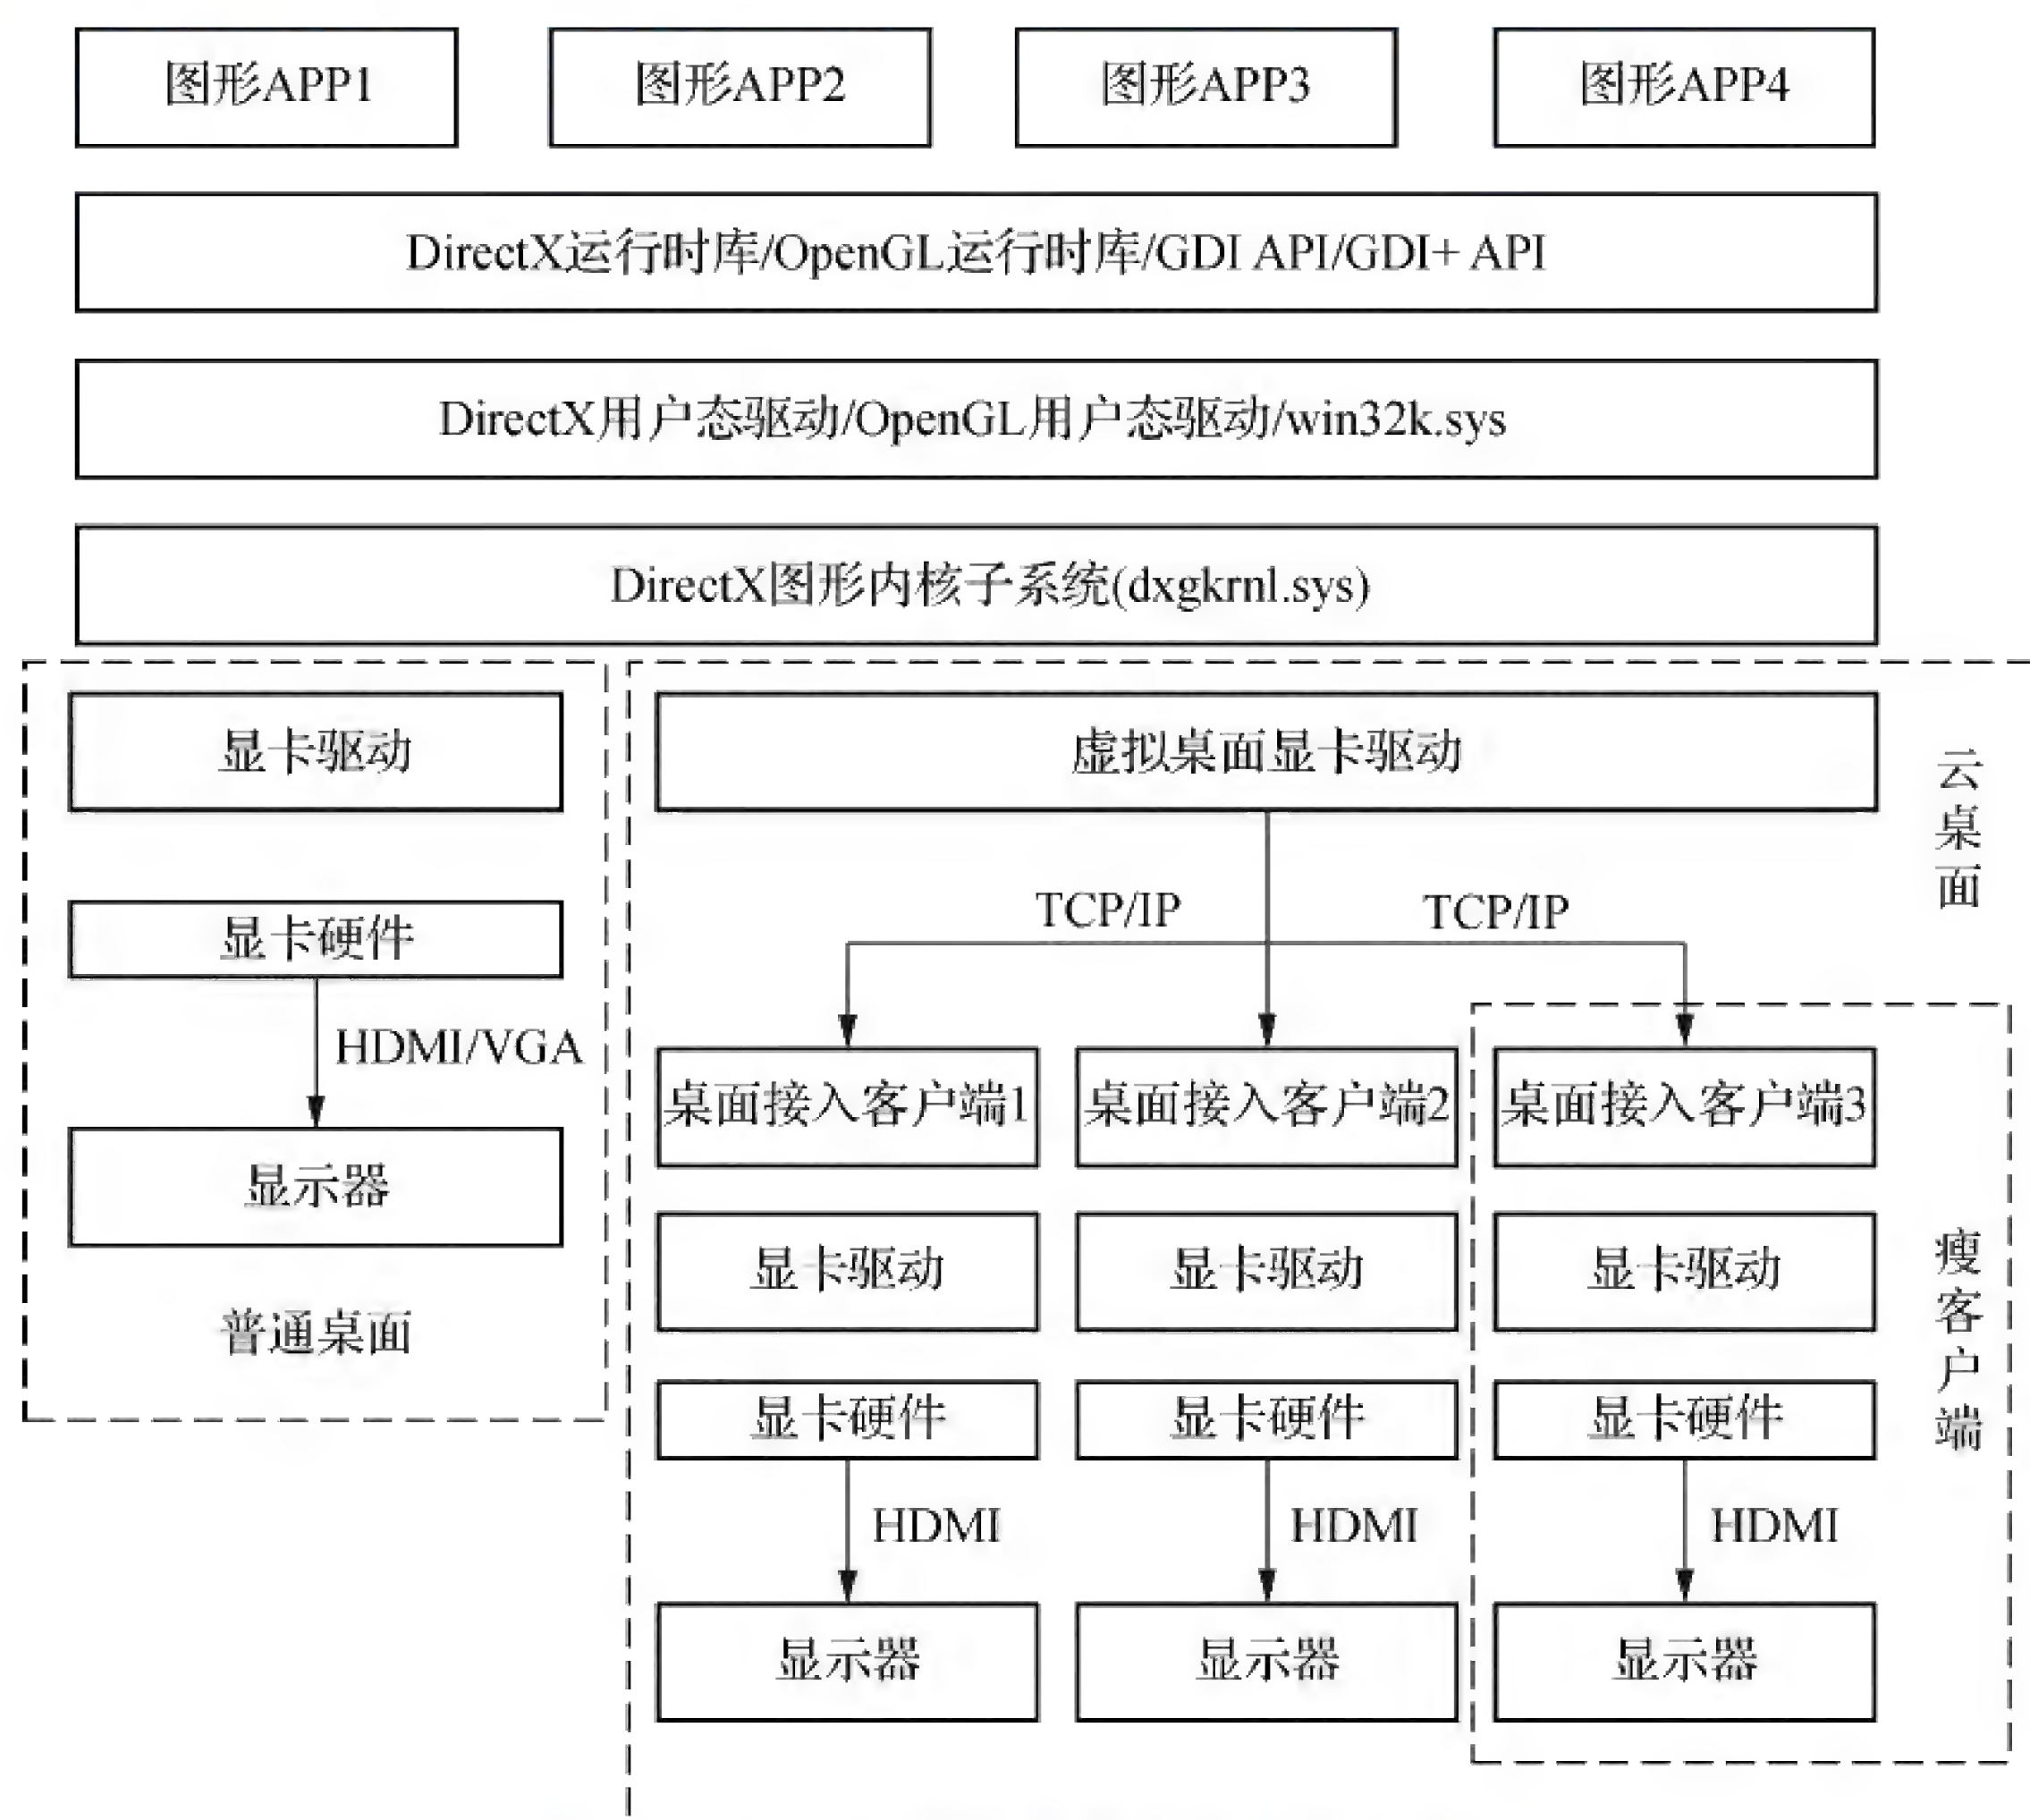 图形APP1
图形APP2
图形APP3
图形APP4
DirectX运行时库/OpenGL运行时库/GDI API/GDI+ API
DirectX用户态驱动/OpenGL用户态驱动/win32k.sys
DirectX图形内核子系统(dxgkrnl.sys)
显卡驱动
显卡硬件
HDMI/VGA
显示器
普通桌面
虚拟桌面显卡驱动
云桌面
TCP/IP
TCP/IP
桌面接入客户端1
桌面接入客户端2
桌面接入客户端3
显卡驱动
显卡驱动
显卡驱动
瘦客户端
显卡硬件
显卡硬件
显卡硬件
HDMI
HDMI
HDMI
显示器
显示器
显示器